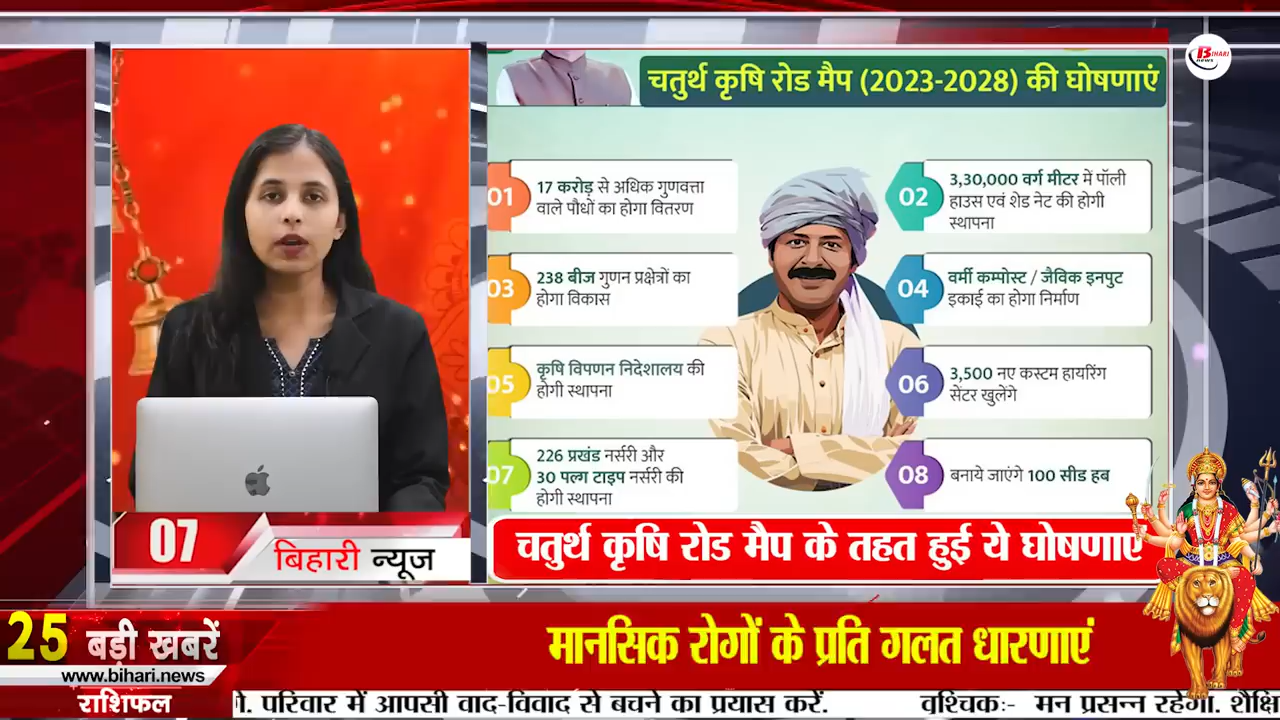 BIHARI
news
चतुर्थ कृषि रोड मैप (2023-2028) की घोषणाएं
01
17 करोड़ से अधिक गुणवत्ता
वाले पौधों का होगा वितरण
02
3,30,000 वर्ग मीटर में पॉली
हाउस एवं शेड नेट की होगी
स्थापना
03
238 बीज गुणन प्रक्षेत्रों का
होगा विकास
04
वर्मी कम्पोस्ट / जैविक इनपुट
इकाई का होगा निर्माण
05
कृषि विपणन निदेशालय की
होगी स्थापना
06
3,500 नए कस्टम हायरिंग
सेंटर खुलेंगे
07
226 प्रखंड नर्सरी और
30 पल्ग टाइप नर्सरी की
होगी स्थापना
08
बनाये जाएंगे 100 सीड हब
07
बिहारी न्यूज
चतुर्थ कृषि रोड मैप के तहत हुई ये घोषणाएं
25 बड़ी खबरें
www.bihari.news
मानसिक रोगों के प्रति गलत धारणाएं
राशिफल
परिवार में आपसी वाद-विवाद से बचने का प्रयास करें. वृश्चिकः- मन प्रसन्न रहेगा. शैक्षि